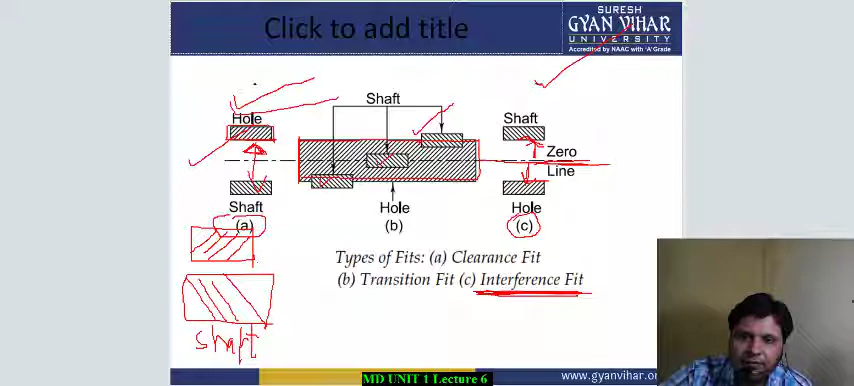 SURESH
GYAN VIHAR
UNIVERSITY
Accredited by NAAC with 'A' Grade
Click to add title
Shaft
Hole
Shaft
Zero
Line
Shaft
Hole
Hole
(a)
(b)
(c)
Types of Fits: (a) Clearance Fit
(b) Transition Fit (c) Interference Fit
shaft
MD UNIT 1 Lecture 6
www.gyanvihar.or